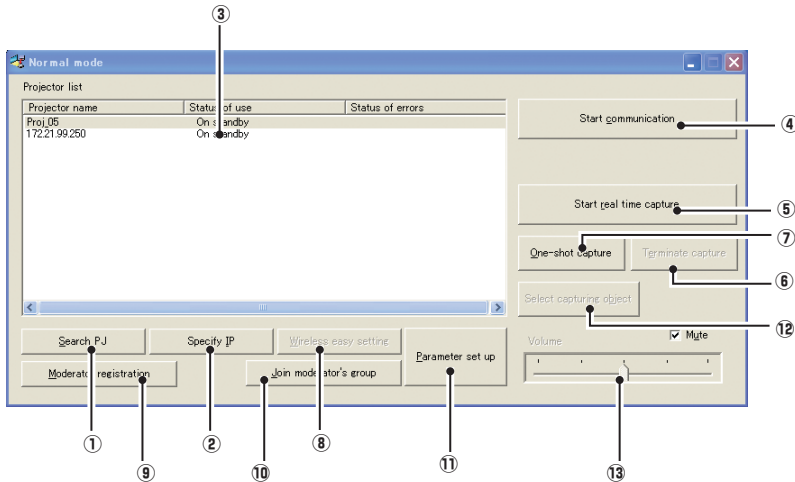 ③
Normal mode
Projector list
Projector name Status of use Status of errors
Proj_05 On standby
172.21.99.250 On standby
Start communication ④
Start real time capture ⑤
⑦
One-shot capture Terminate capture
⑥
Select capturing object
⑫
Search PJ Specify IP Wireless easy setting Parameter set up
Volume Mute
Moderator registration Join moderator's group
① ② ⑧
⑨ ⑩ ⑪ ⑬